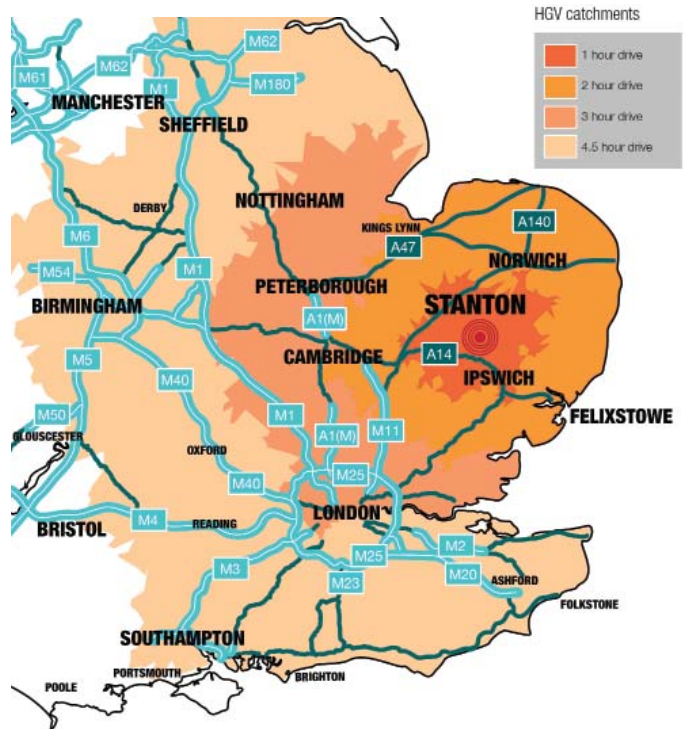 HGV catchments
1 hour drive
2 hour drive
3 hour drive
4.5 hour drive
M62
M62
M61
M1
M180
MANCHESTER
SHEFFIELD
NOTTINGHAM
DERBY
KINGS LYNN
A140
A47
M6
NORWICH
M54
M1
PETERBOROUGH
STANTON
BIRMINGHAM
A1(M)
CAMBRIDGE
A14
M5
M40
IPSWICH
M50
M1
A1(M)
M11
FELIXSTOWE
GLOUCESTER
OXFORD
M25
M40
LONDON
BRISTOL
M4
READING
M2
M25
M3
M23
M20
ASHFORD
FOLKSTONE
SOUTHAMPTON
PORTSMOUTH
BRIGHTON
POOLE